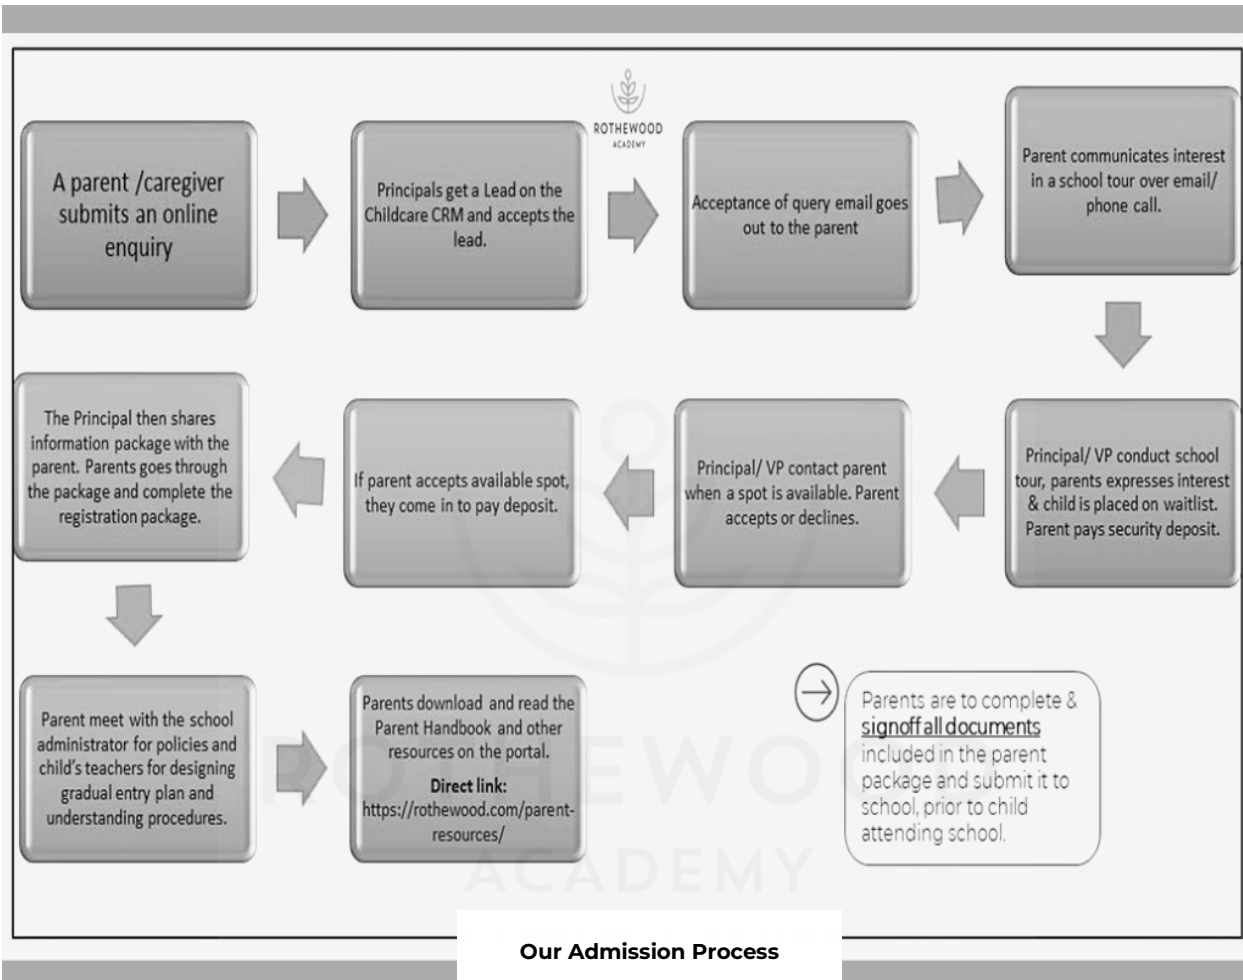 ROTHEWOOD
ACADEMY
A parent /caregiver
submits an online
enquiry
Principals get a Lead on the
Childcare CRM and accepts the
lead.
Acceptance of query email goes
out to the parent
Parent communicates interest
in a school tour over email/
phone call.
Principal/ VP conduct school
tour, parents expresses interest
& child is placed on waitlist.
Parent pays security deposit.
Principal/ VP contact parent
when a spot is available. Parent
accepts or declines.
If parent accepts available spot,
they come in to pay deposit.
The Principal then shares
information package with the
parent. Parents goes through
the package and complete the
registration package.
Parent meet with the school
administrator for policies and
child's teachers for designing
gradual entry plan and
understanding procedures.
Parents download and read the
Parent Handbook and other
resources on the portal.
Direct link:
https://rothewood.com/parent-
resources/
Parents are to complete &
signoff all documents
included in the parent
package and submit it to
school, prior to child
attending school.
ROTHEWOOD
ACADEMY
Our Admission Process